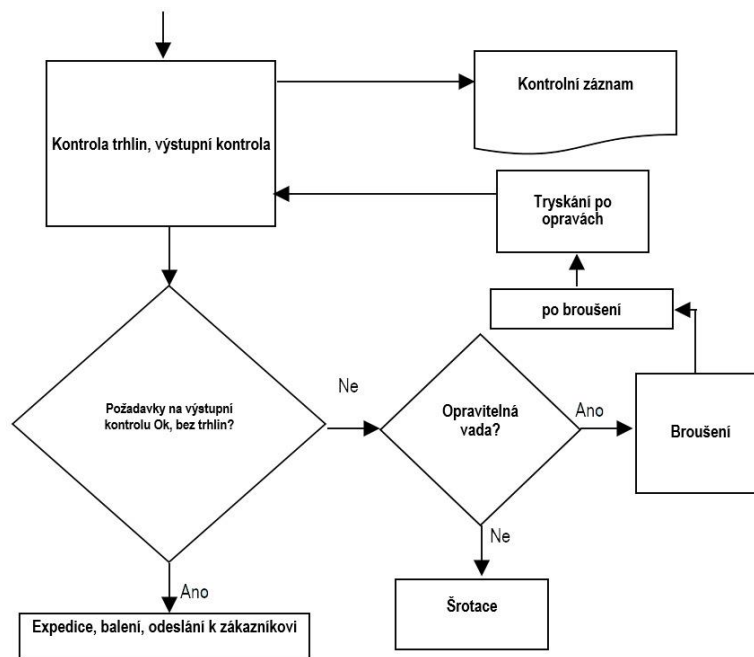 Kontrola trhlin, výstupní kontrola
Kontrolní záznam
Tryskání po
opravách
po broušení
Požadavky na výstupní
kontrolu Ok, bez trhlin?
Ne
Opravitelná
vada?
Ano
Broušení
Ne
Šrotace
Ano
Expedice, balení, odeslání k zákazníkovi